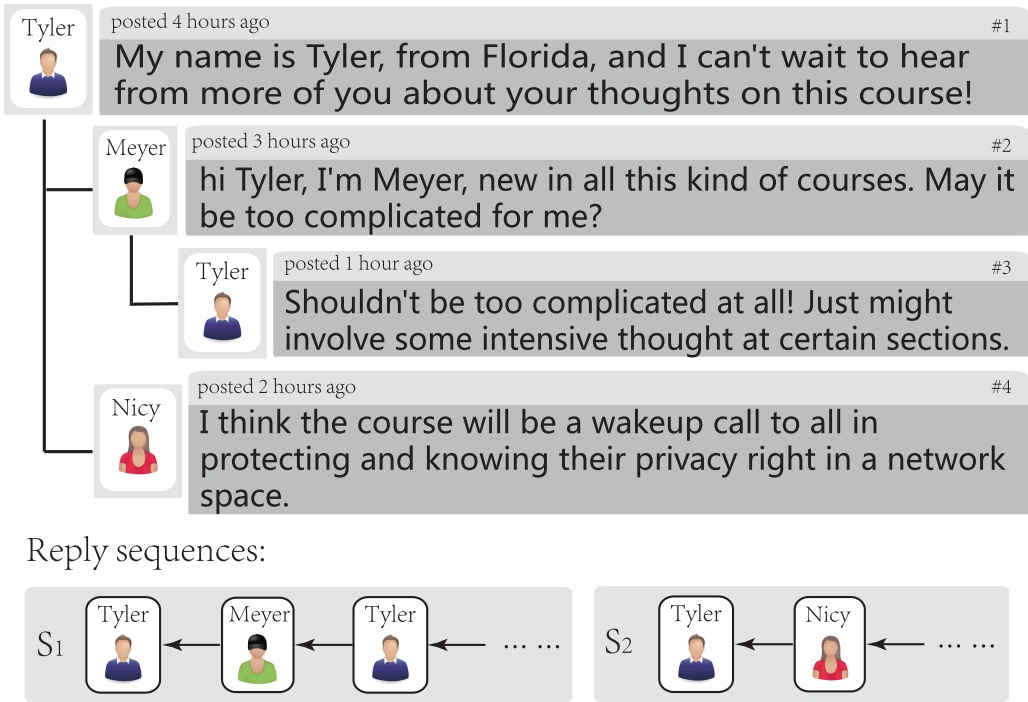 Tyler
posted 4 hours ago
#1
My name is Tyler, from Florida, and I can't wait to hear
from more of you about your thoughts on this course!
Meyer
posted 3 hours ago
#2
hi Tyler, I'm Meyer, new in all this kind of courses. May it
be too complicated for me?
Tyler
posted 1 hour ago
#3
Shouldn't be too complicated at all! Just might
involve some intensive thought at certain sections.
Nicy
posted 2 hours ago
#4
I think the course will be a wakeup call to all in
protecting and knowing their privacy right in a network
space.
Reply sequences:
S1
Tyler
Meyer
Tyler
... ...
S2
Tyler
Nicy
... ...